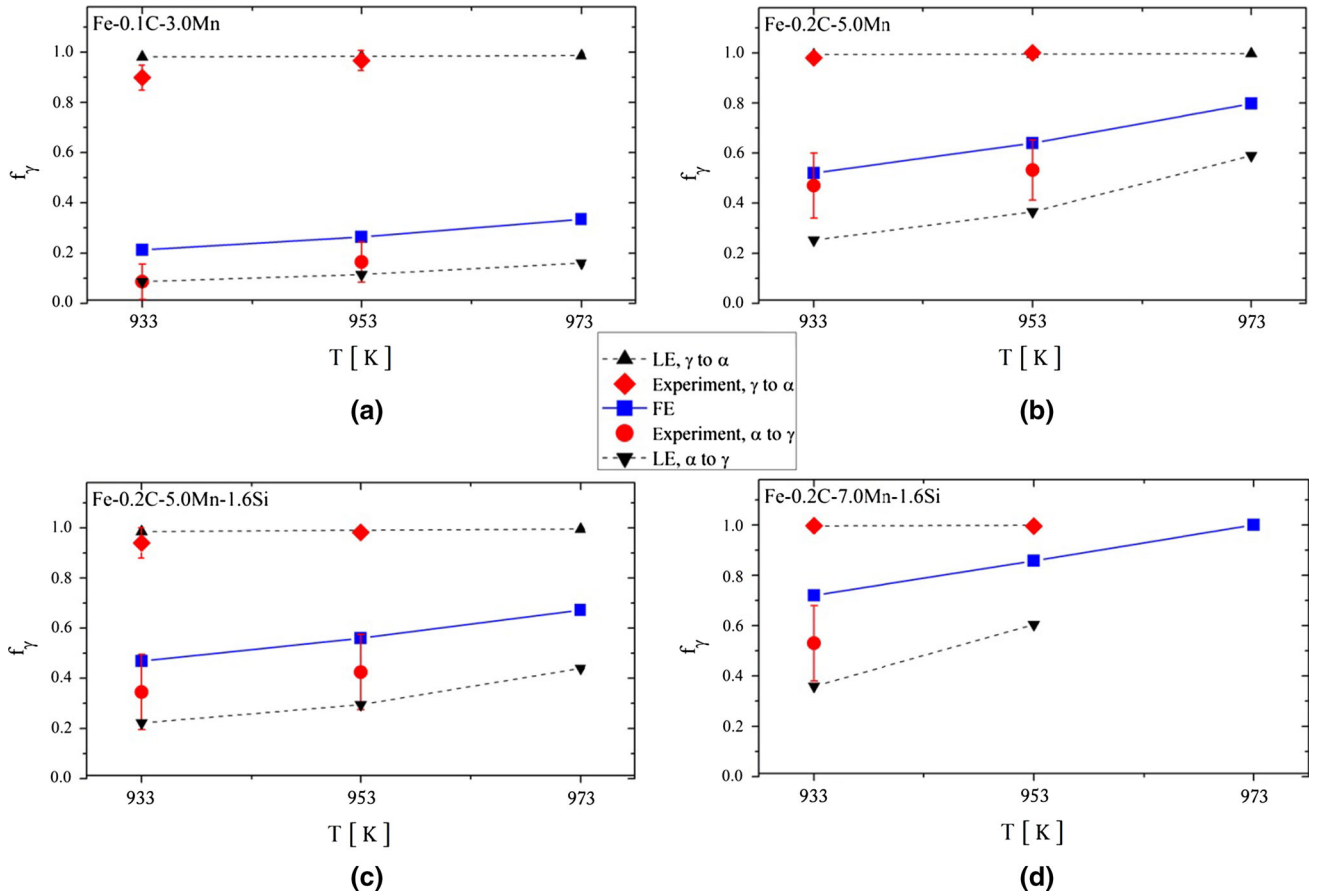 Fe-0.1C-3.0Mn
1.0
0.8
0.6
0.4
0.2
0.0
fγ
933 953 973
T [ K ]
(a)
Fe-0.2C-5.0Mn
1.0
0.8
0.6
0.4
0.2
0.0
fγ
933 953 973
T [ K ]
(b)
LE, γ to α
Experiment, γ to α
FE
Experiment, α to γ
LE, α to γ
Fe-0.2C-5.0Mn-1.6Si
1.0
0.8
0.6
0.4
0.2
0.0
fγ
933 953 973
T [ K ]
(c)
Fe-0.2C-7.0Mn-1.6Si
1.0
0.8
0.6
0.4
0.2
0.0
fγ
933 953 973
T [ K ]
(d)